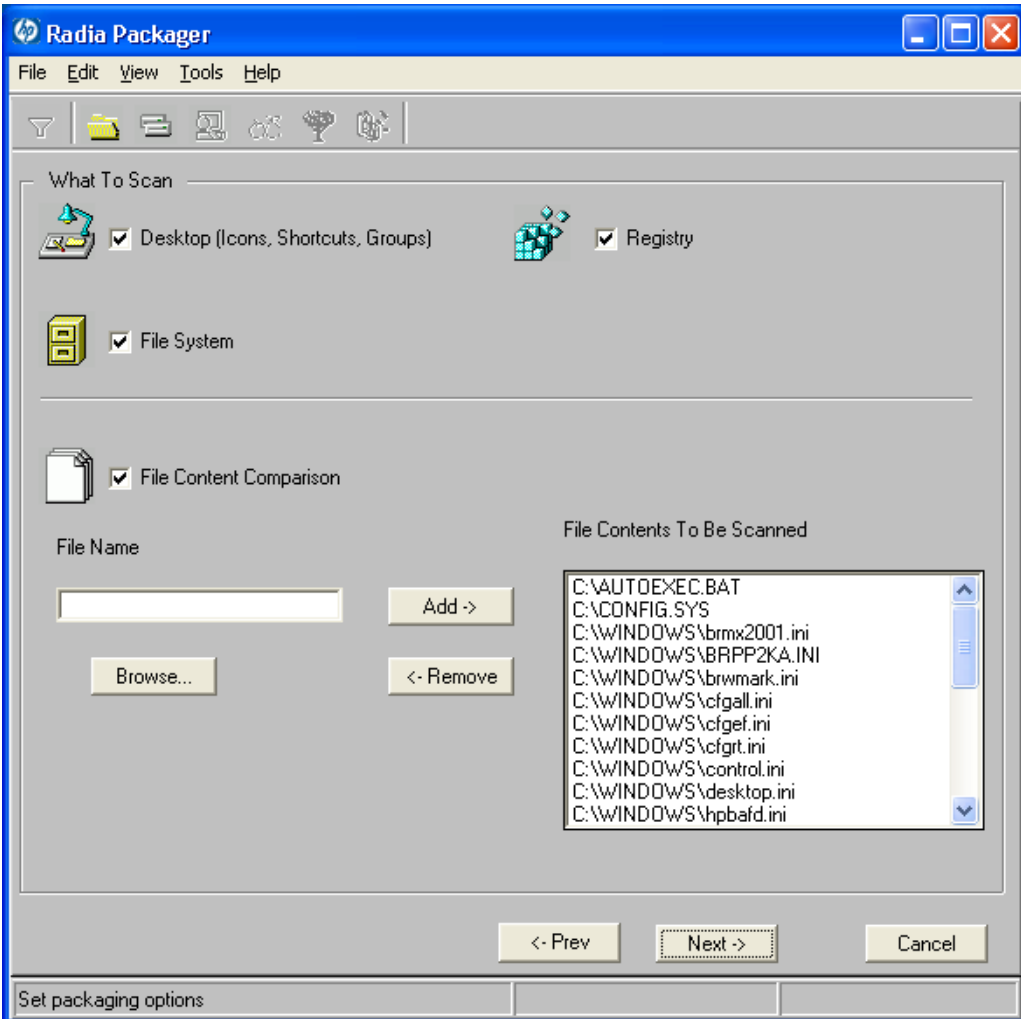 hp Radia Packager
File Edit View Tools Help
What To Scan
Desktop (Icons, Shortcuts, Groups)
Registry
File System
File Content Comparison
File Contents To Be Scanned
File Name
Add ->
Browse...
<- Remove
C:\AUTOEXEC.BAT
C:\CONFIG.SYS
C:\WINDOWS\brmx2001.ini
C:\WINDOWS\BRPP2KA.INI
C:\WINDOWS\brwmark.ini
C:\WINDOWS\cfgall.ini
C:\WINDOWS\cfgef.ini
C:\WINDOWS\cfgrt.ini
C:\WINDOWS\control.ini
C:\WINDOWS\desktop.ini
C:\WINDOWS\hpbafd.ini
<- Prev
Next ->
Cancel
Set packaging options